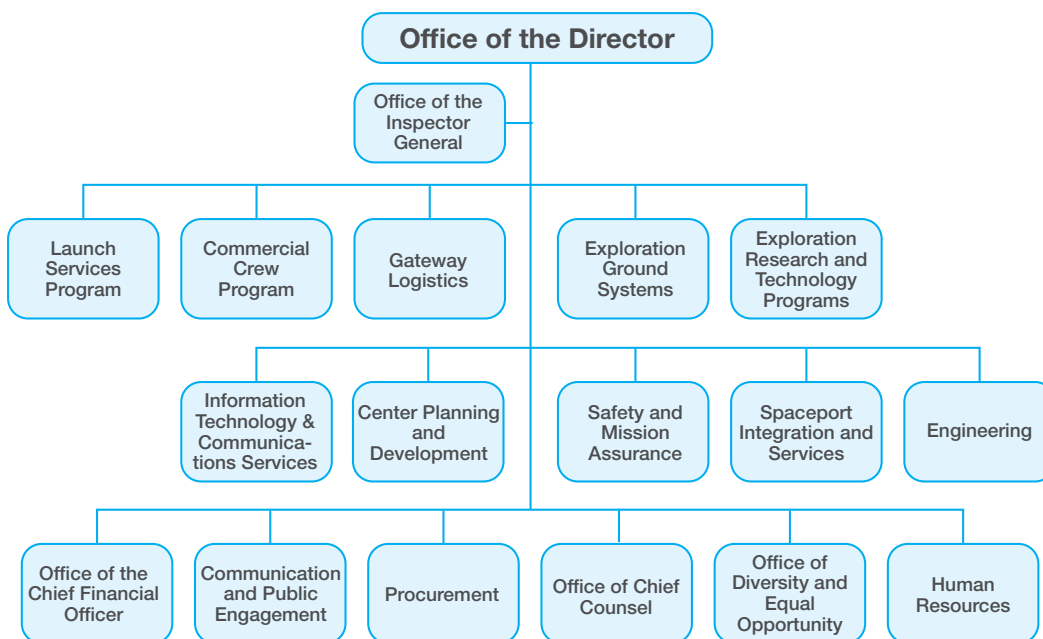 Office of the Director
Office of the
Inspector
General
Launch
Services
Program
Commercial
Crew
Program
Gateway
Logistics
Exploration
Ground
Systems
Exploration
Research and
Technology
Programs
Information
Technology &
Communica-
tions Services
Center Planning
and
Development
Safety and
Mission
Assurance
Spaceport
Integration and
Services
Engineering
Office of the
Chief Financial
Officer
Communication
and Public
Engagement
Procurement
Office of Chief
Counsel
Office of
Diversity and
Equal
Opportunity
Human
Resources